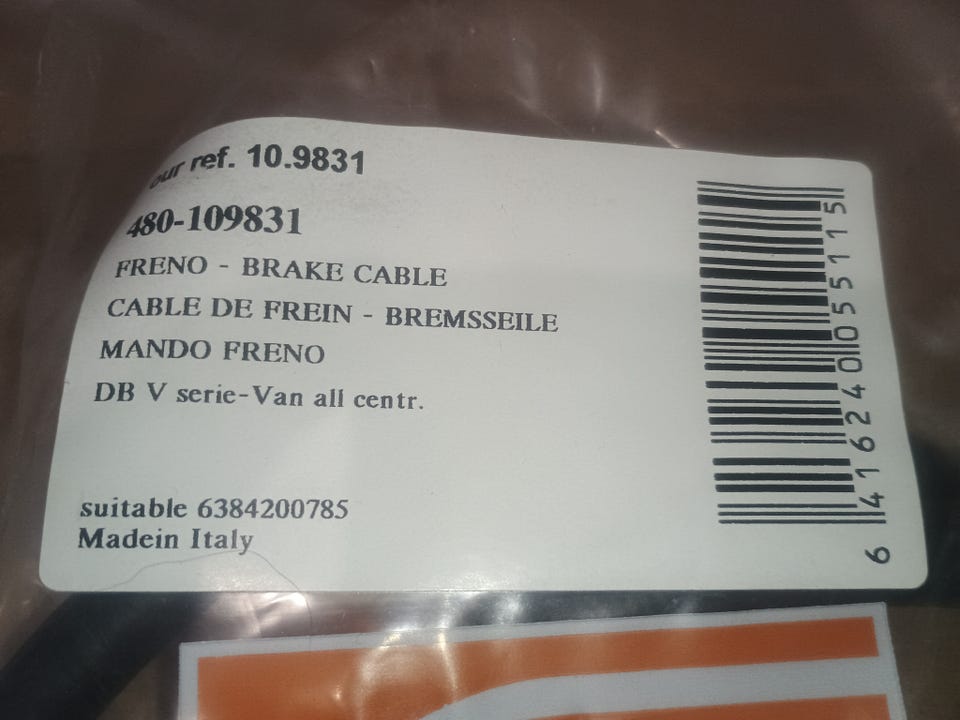 our ref. 10.9831
480-109831
FRENO - BRAKE CABLE
CABLE DE FREIN - BREMSSEILE
MANDO FRENO
DB V serie-Van all centr.
suitable 6384200785
Madein Italy
6 416240 055115